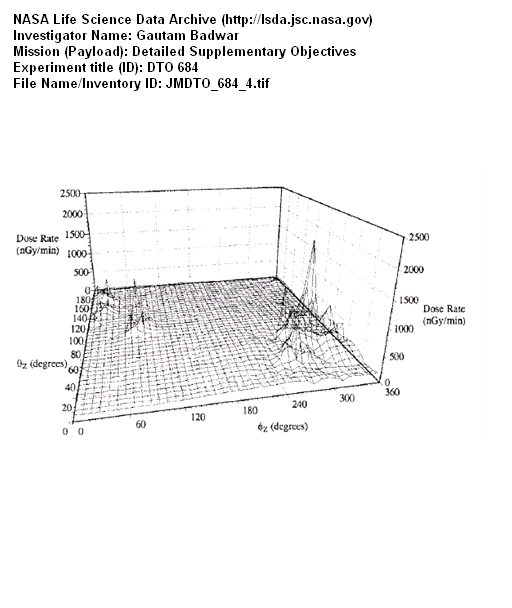 NASA Life Science Data Archive (http://lsda.jsc.nasa.gov)
Investigator Name: Gautam Badwar
Mission (Payload): Detailed Supplementary Objectives
Experiment title (ID): DTO 684
File Name/Inventory ID: JMDTO_684_4.tif
2500
2000
Dose Rate
(nGy/min)
1500
1000
500
0
180
160
140
120
100
80
θZ (degrees)
60
40
20
0
0
60
120
180
240
300
360
ϕZ (degrees)
2500
2000
1500
Dose Rate
(nGy/min)
1000
500
0